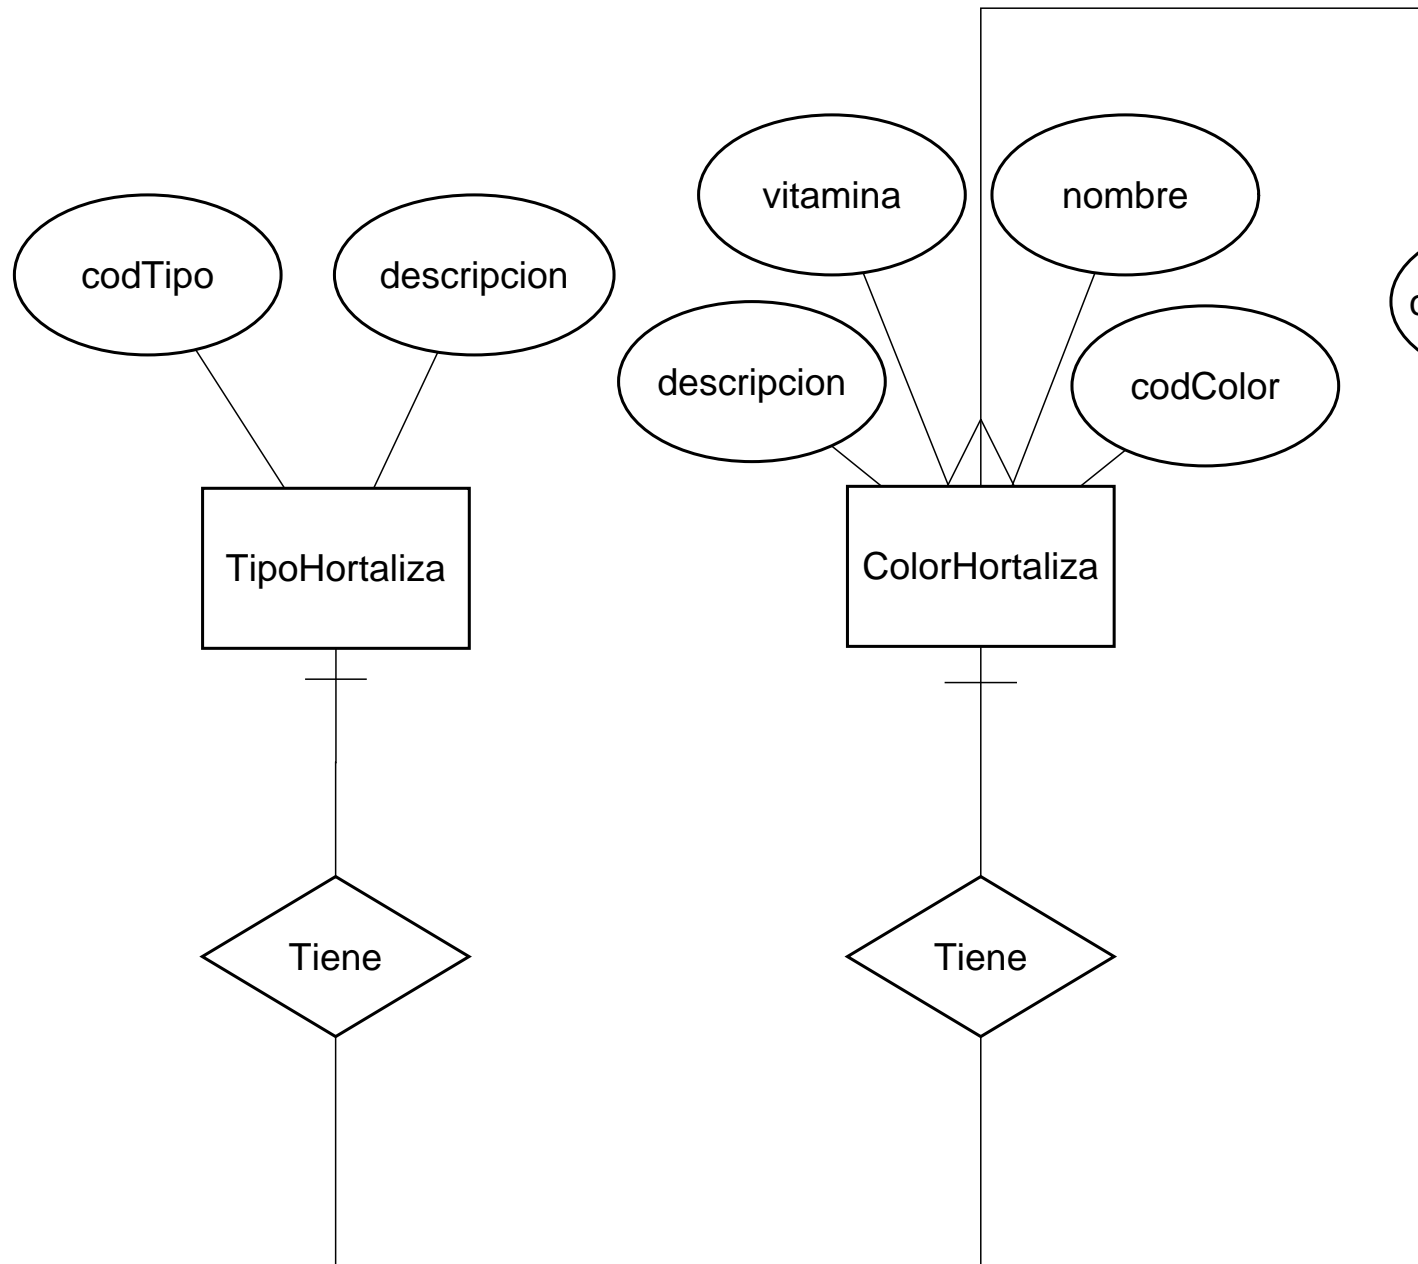 vitamina
nombre
codTipo
descripcion
descripcion
codColor
TipoHortaliza
ColorHortaliza
Tiene
Tiene